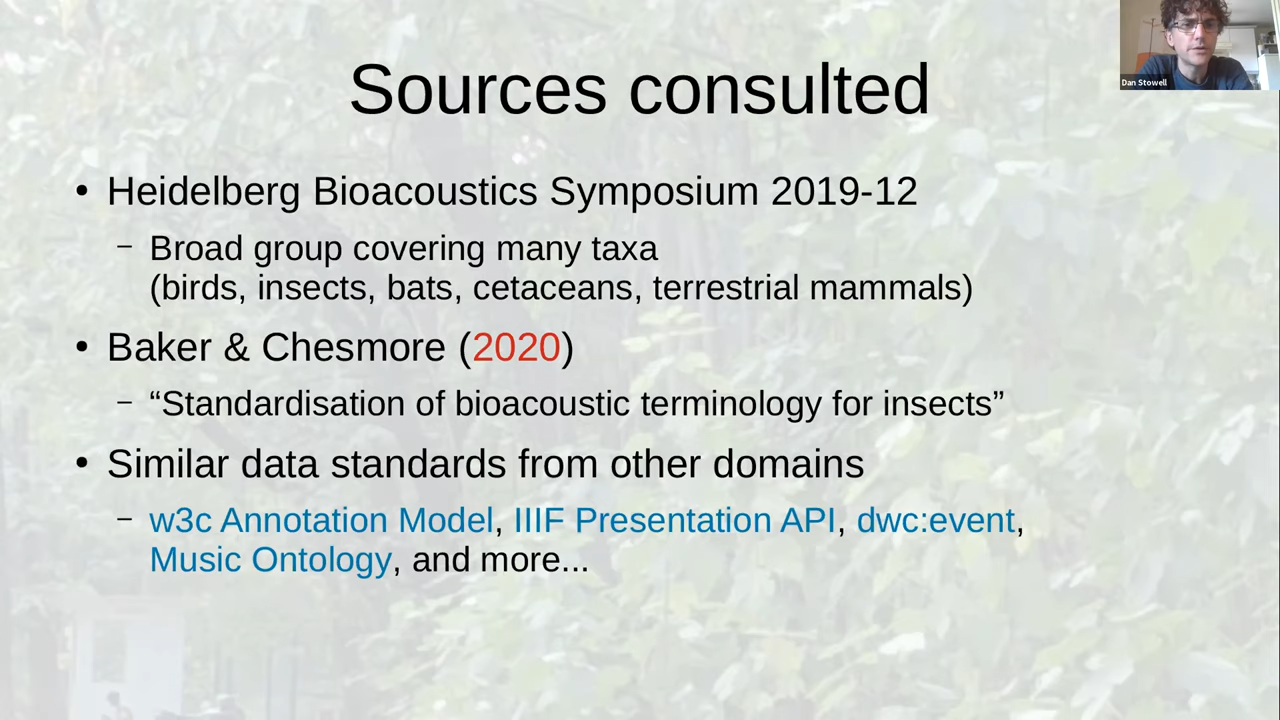 Dan Stowell
Sources consulted
• Heidelberg Bioacoustics Symposium 2019-12
– Broad group covering many taxa
(birds, insects, bats, cetaceans, terrestrial mammals)
• Baker & Chesmore (2020)
– “Standardisation of bioacoustic terminology for insects”
• Similar data standards from other domains
– w3c Annotation Model, IIIF Presentation API, dwc:event,
Music Ontology, and more...